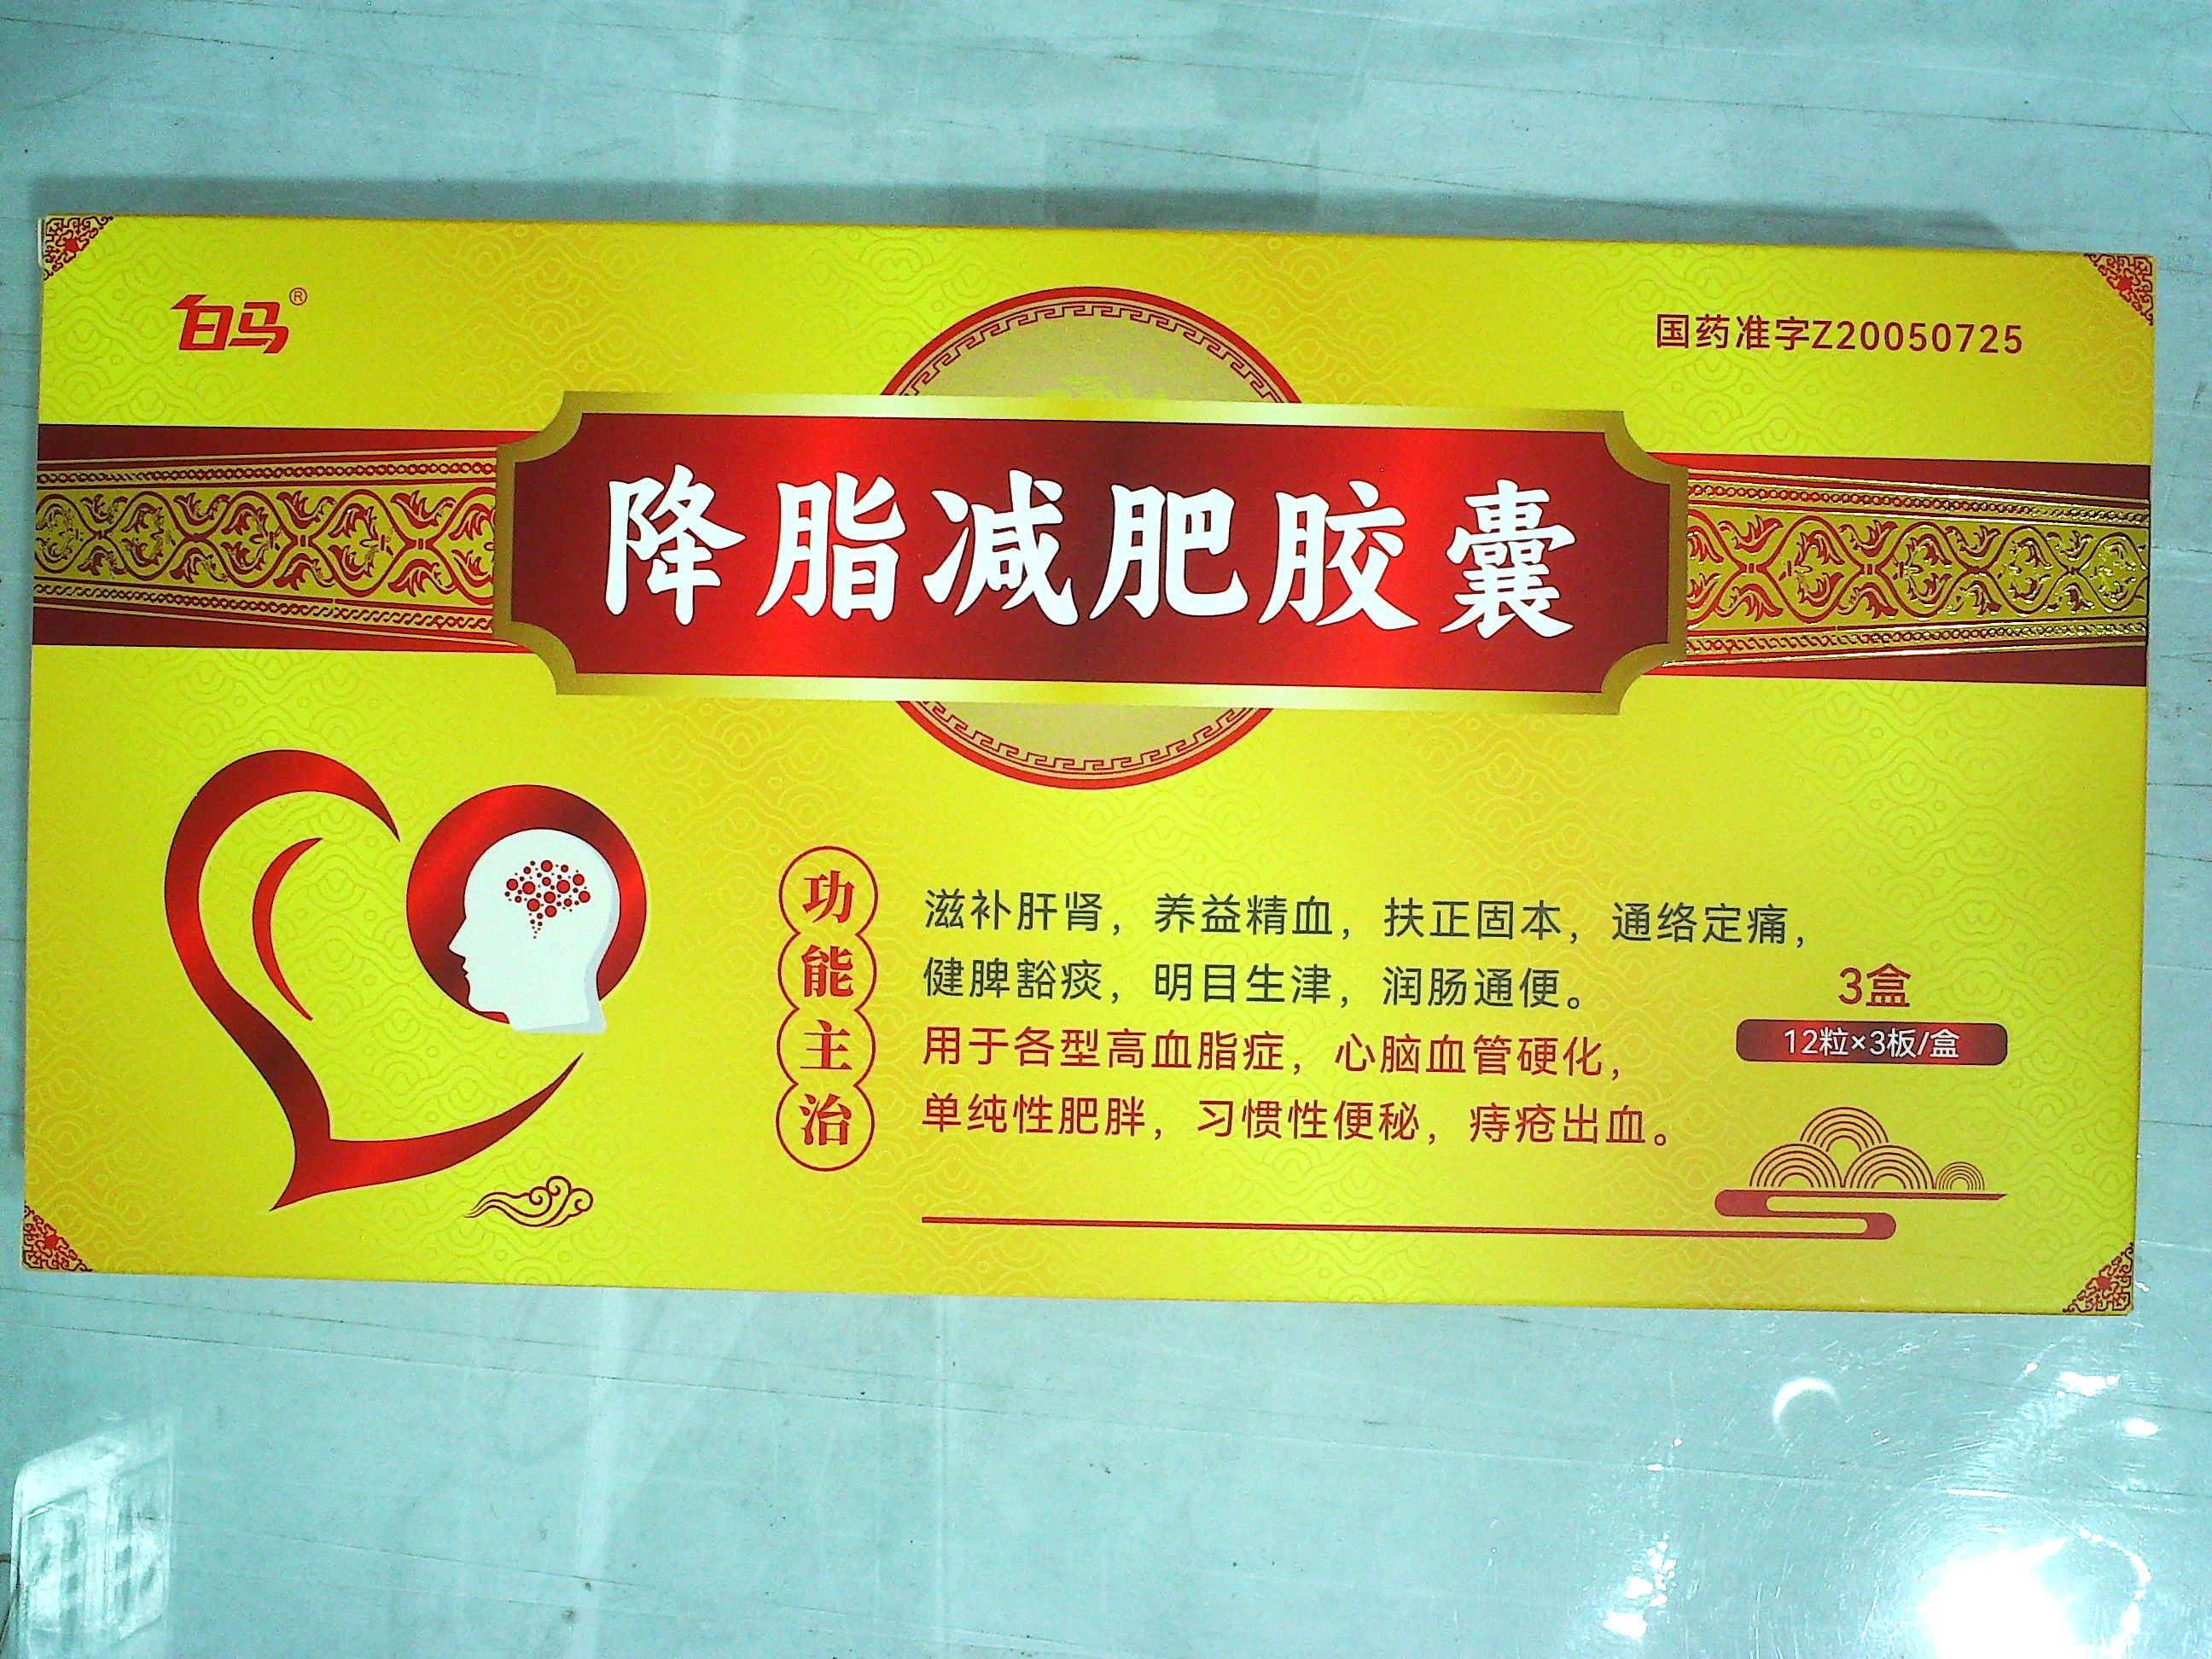 白马®
国药准字Z20050725
降脂减肥胶囊
功能主治
滋补肝肾，养益精血，扶正固本，通络定痛，
健脾豁痰，明目生津，润肠通便。
用于各型高血脂症，心脑血管硬化，
单纯性肥胖，习惯性便秘，痔疮出血。
3盒
12粒×3板/盒